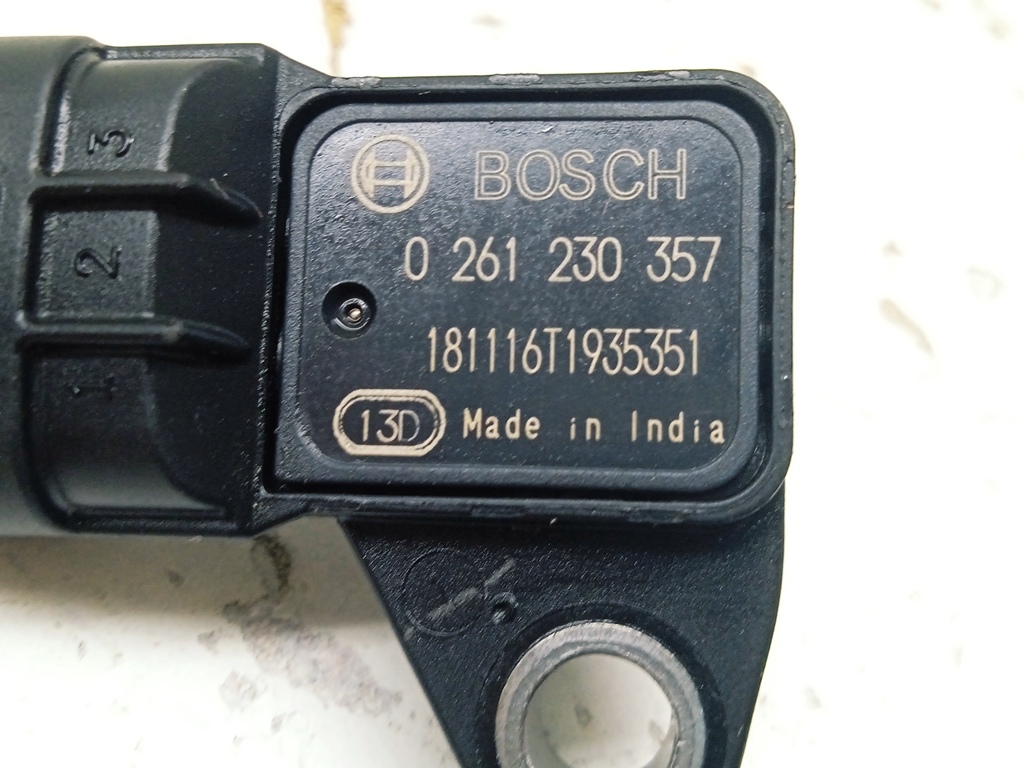 BOSCH
0 261 230 357
181116T1935351
13D Made in India
3
2
1